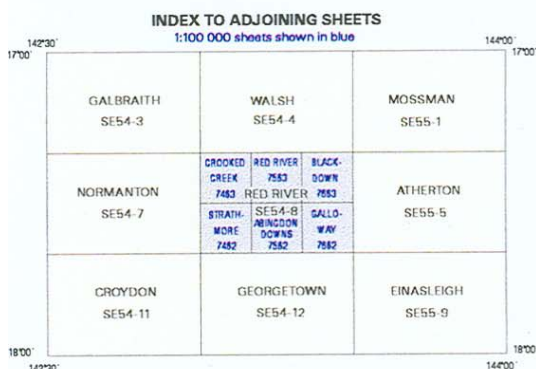 INDEX TO ADJOINING SHEETS
1:100 000 sheets shown in blue
142°30' 144°00'
17°00' 17°00'
GALBRAITH
SE54-3
WALSH
SE54-4
MOSSMAN
SE55-1
NORMANTON
SE54-7
CROOKED
CREEK
7463
RED RIVER
7563
BLACK-
DOWN
7663
RED RIVER
SE54-8
STRATH-
MORE
7462
ABINGDON
DOWNS
7562
GALLO-
WAY
7662
ATHERTON
SE55-5
CROYDON
SE54-11
GEORGETOWN
SE54-12
EINASLEIGH
SE55-9
18°00' 18°00'
142°30' 144°00'